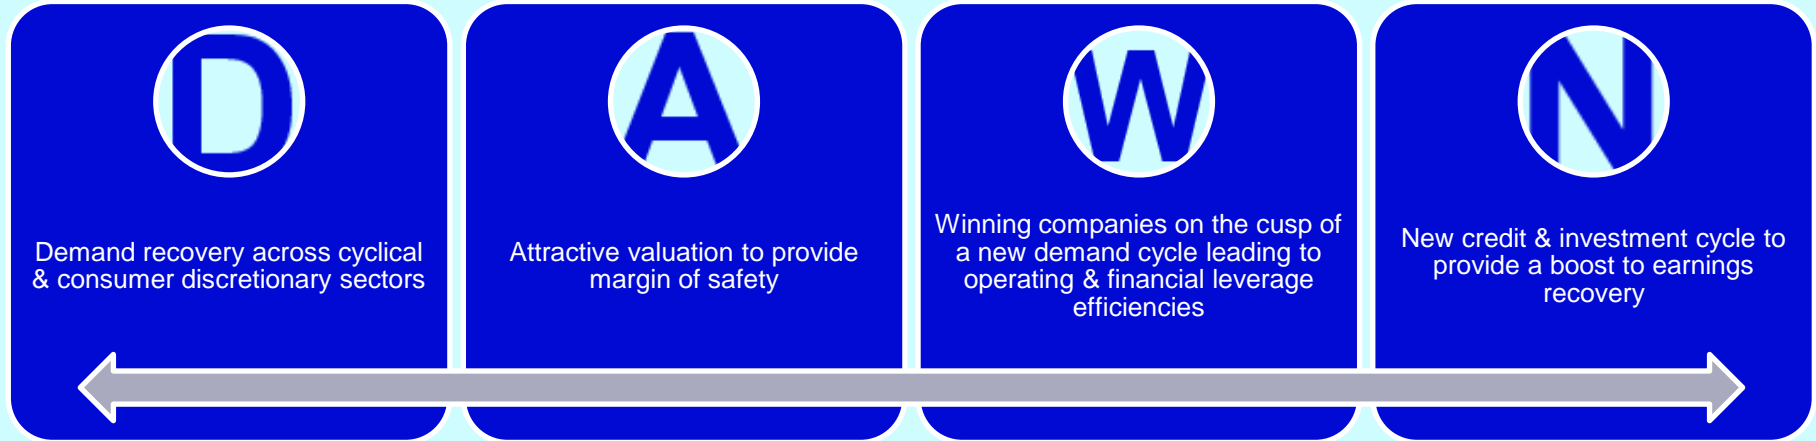 D
Demand recovery across cyclical
& consumer discretionary sectors
A
Attractive valuation to provide
margin of safety
W
Winning companies on the cusp of
a new demand cycle leading to
operating & financial leverage
efficiencies
N
New credit & investment cycle to
provide a boost to earnings
recovery